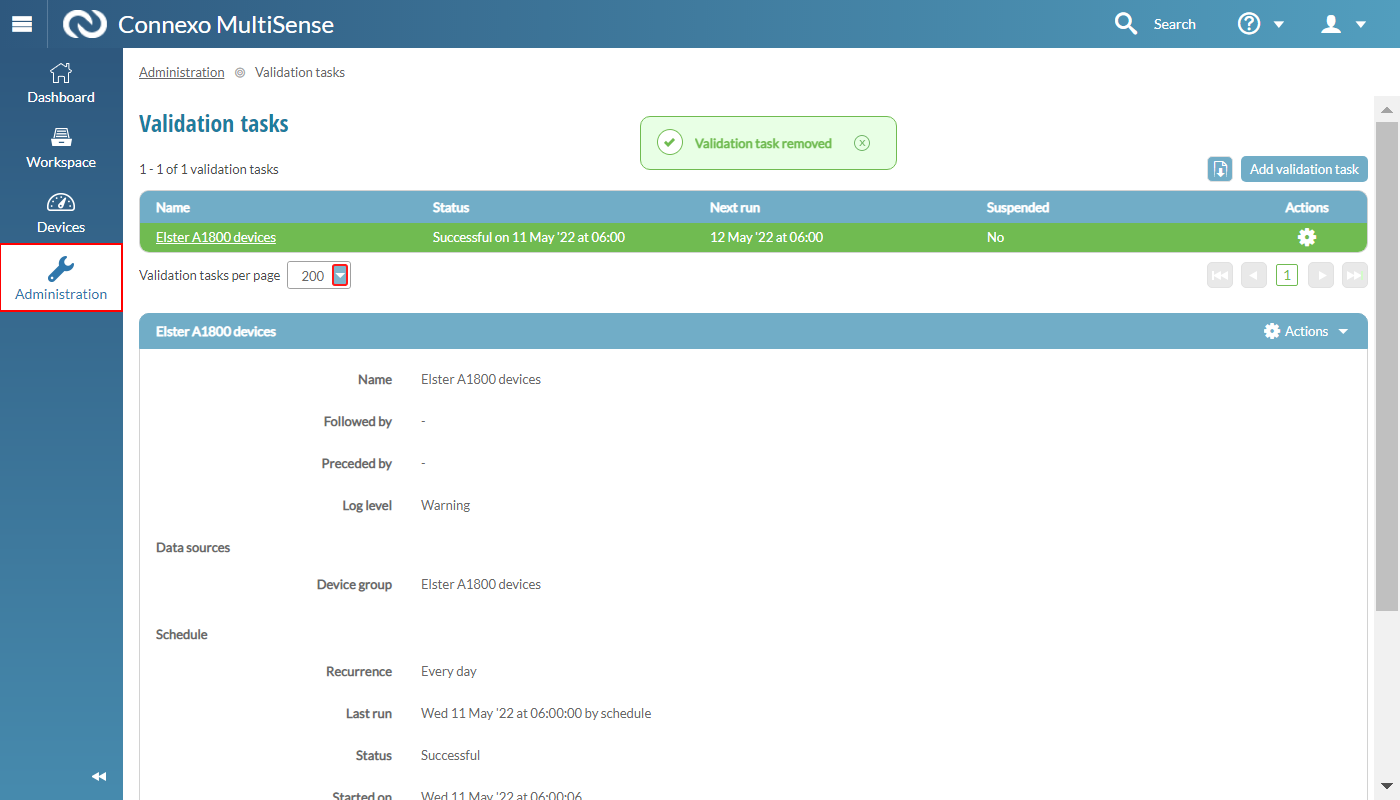 Connexo MultiSense
Search
Dashboard
Workspace
Devices
Administration
Administration Validation tasks
Validation tasks
Validation task removed
1 - 1 of 1 validation tasks
Add validation task
Name Status Next run Suspended Actions
Elster A1800 devices Successful on 11 May '22 at 06:00 12 May '22 at 06:00 No
Validation tasks per page 200
1
Elster A1800 devices
Actions
Name Elster A1800 devices
Followed by -
Preceded by -
Log level Warning
Data sources
Device group Elster A1800 devices
Schedule
Recurrence Every day
Last run Wed 11 May '22 at 06:00:00 by schedule
Status Successful
Started on Wed 11 May '22 at 06:00:06